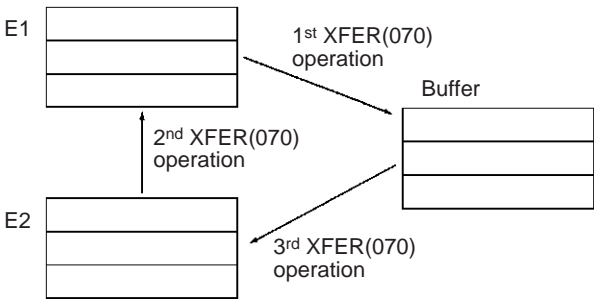 E1
1st XFER(070)
operation
Buffer
2nd XFER(070)
operation
E2
3rd XFER(070)
operation